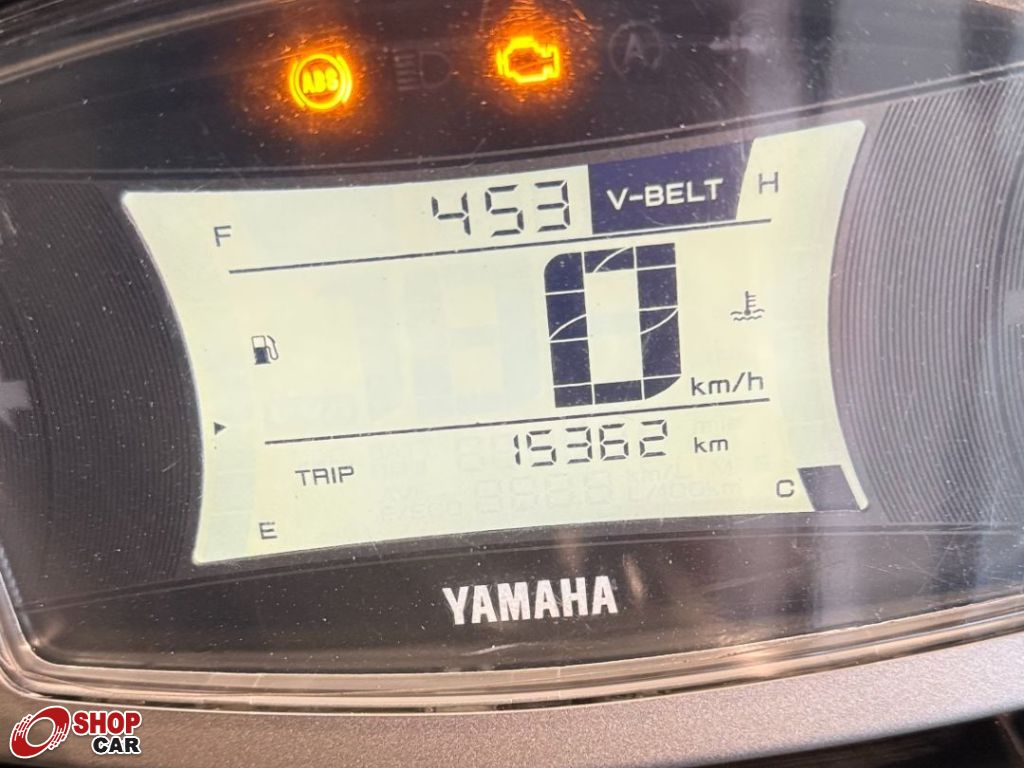 ABS
A
F
453
V-BELT
H
0
km/h
15362 km
TRIP
C
E
YAMAHA
SHOP
CAR